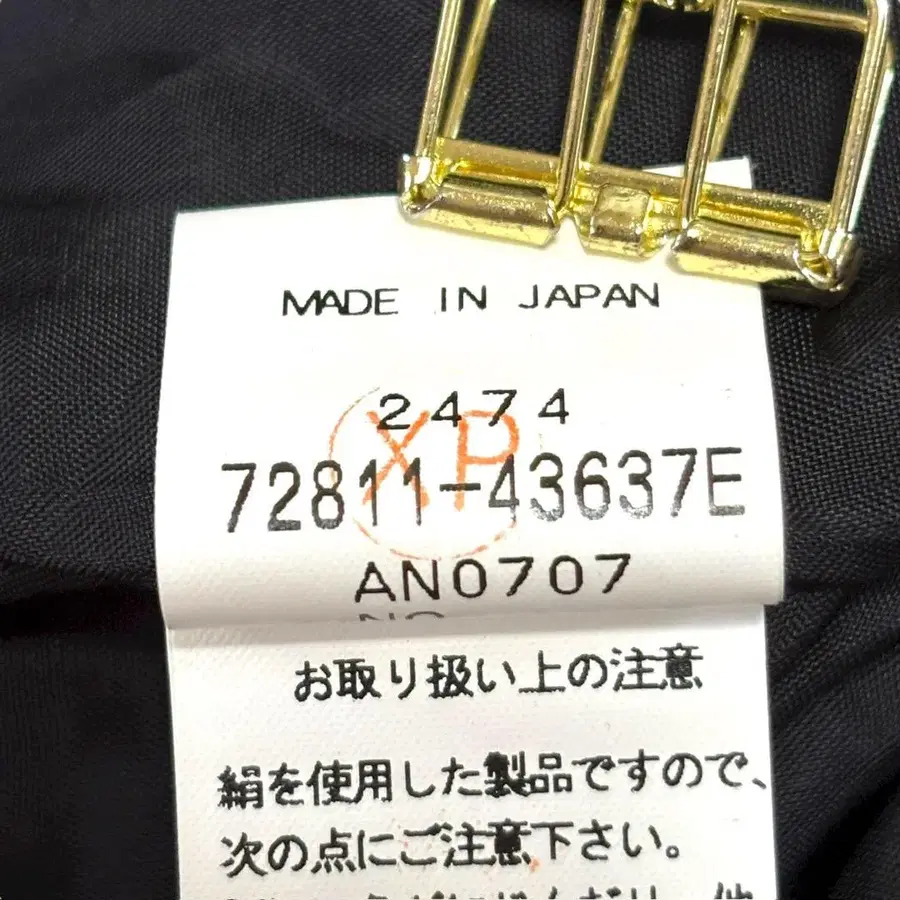 MADE IN JAPAN
2474
XP
72811-43637E
AN0707
お取り扱い上の注意
絹を使用した製品ですので、
次の点にご注意下さい。